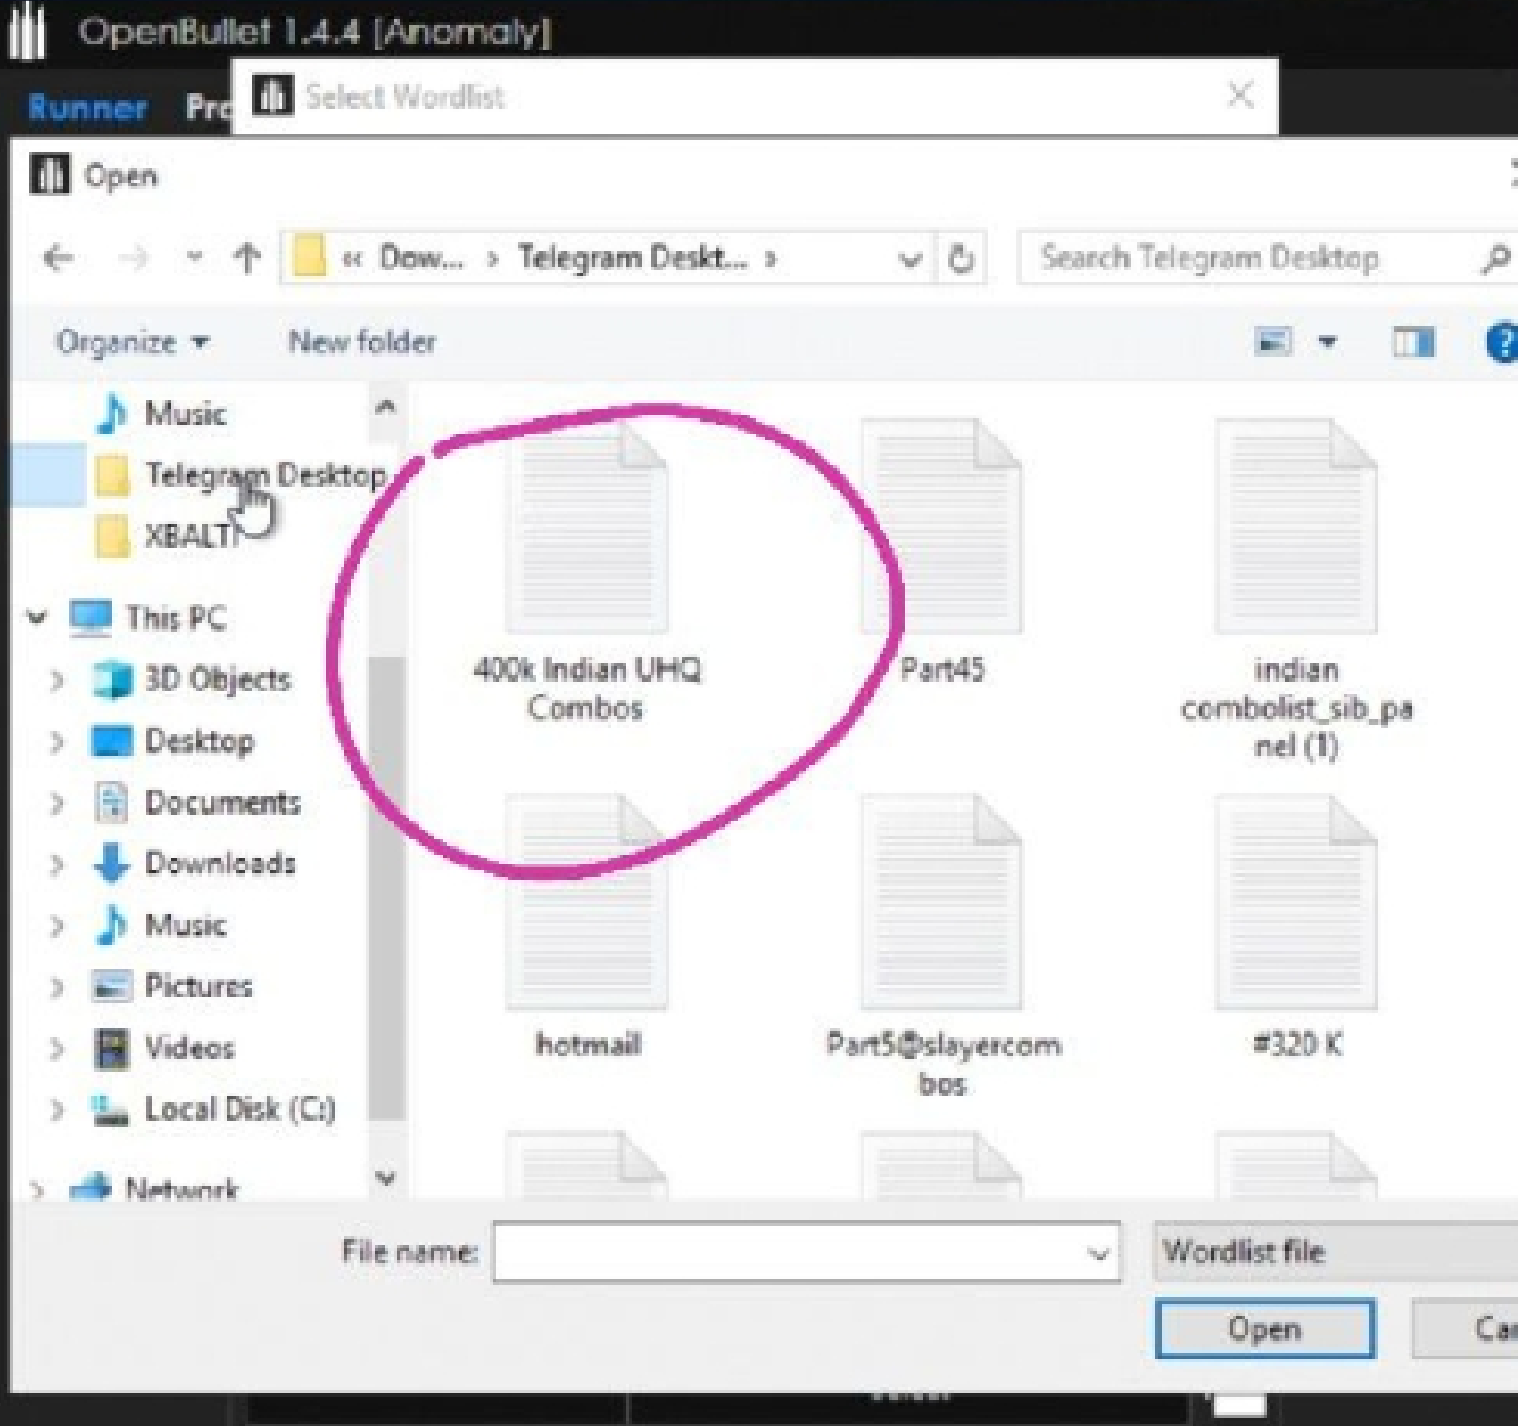 OpenBullet 1.4.4 [Anomaly]
Runner
Select Wordlist
Open
« Dow... › Telegram Deskt... ›
Search Telegram Desktop
Organize
New folder
Music
Telegram Desktop
XBALTI
This PC
3D Objects
Desktop
Documents
Downloads
Music
Pictures
Videos
Local Disk (C:)
Network
400k Indian UHQ
Combos
Part45
indian
combolist_sib_pa
nel (1)
hotmail
Part5@slayercom
bos
#320 K
File name:
Wordlist file
Open